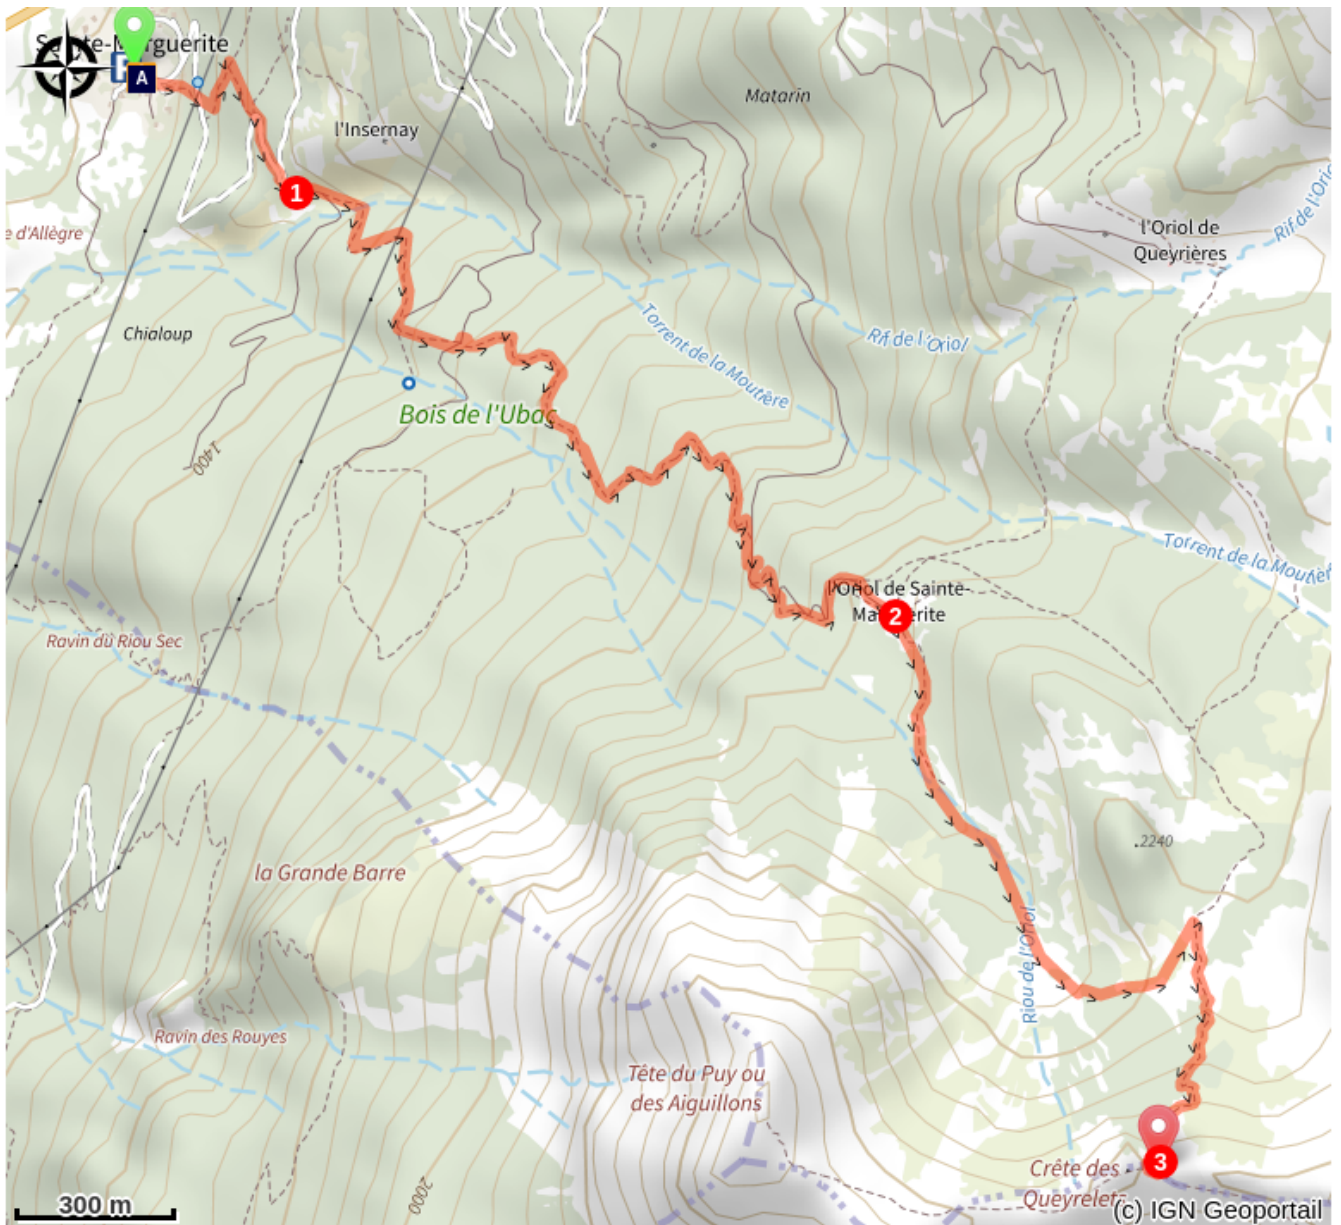 Sainte-Marguerite
P
A
Matarin
l'Insernay
1
l'Oriol de
Queyrières
Rif de l'Oriol
e d'Allègre
Chialoup
Torrent de la Moutière
Rif de l'Oriol
Bois de l'Ubac
1400
Torrent de la Moutièr
l'Oriol de Sainte-
Marguerite
2
Ravin du Riou Sec
2240
la Grande Barre
Riou de l'Oriol
Ravin des Rouyes
Tête du Puy ou
des Aiguillons
Crête des
Queyrelets
3
2000
300 m
(c) IGN Geoportail